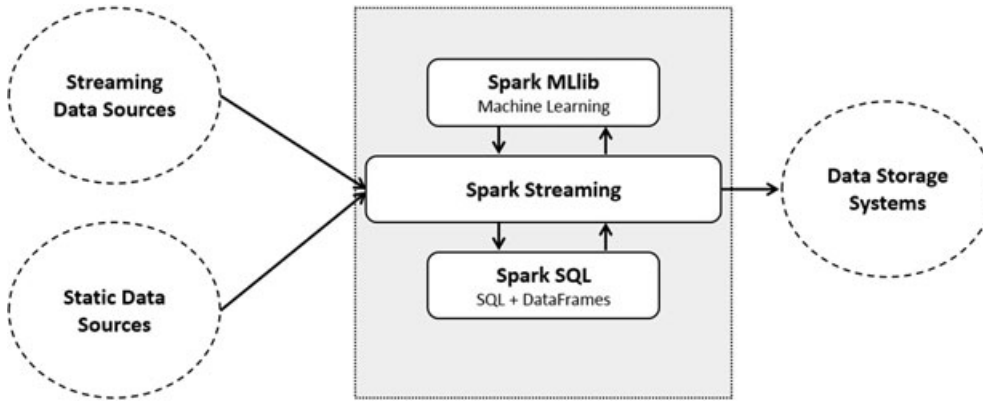 Streaming
Data Sources
Static Data
Sources
Spark MLlib
Machine Learning
Spark Streaming
Spark SQL
SQL + DataFrames
Data Storage
Systems